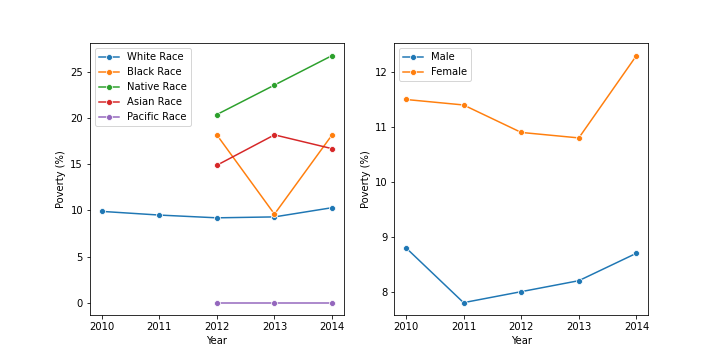 White Race
Black Race
Native Race
Asian Race
Pacific Race
Poverty (%)
25
20
15
10
5
0
2010 2011 2012 2013 2014
Year
Male
Female
Poverty (%)
12
11
10
9
8
2010 2011 2012 2013 2014
Year